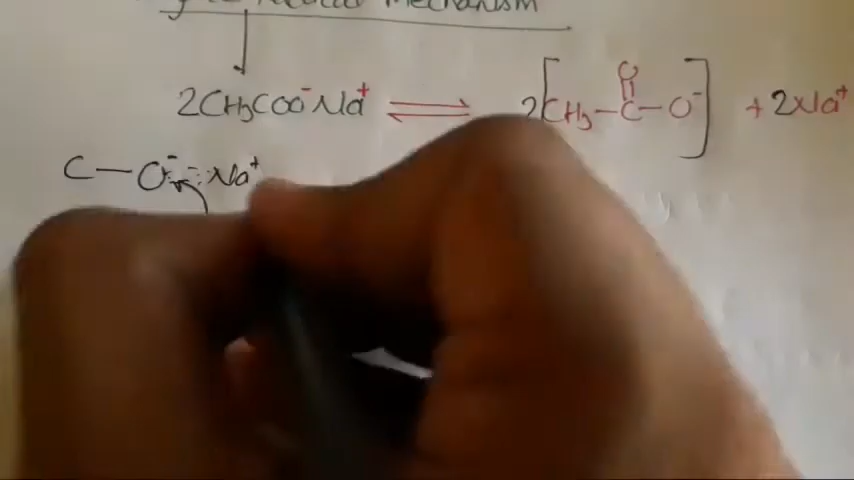 Mechanism
2CH₃COO⁻Na⁺ ⇌ 2[CH₃—C(=O)—O⁻] + 2Na⁺
C—O⁻ :: Na⁺